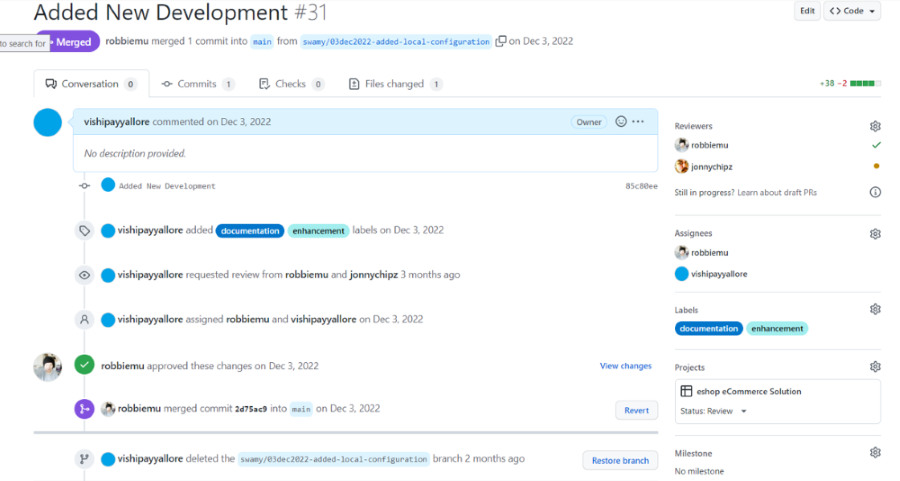 Added New Development #31
Edit
<> Code
to search for
Merged
robbiemu merged 1 commit into main from swamy/03dec2022-added-local-configuration on Dec 3, 2022
Conversation 0
Commits 1
Checks 0
Files changed 1
+38 −2
vishipayyallore commented on Dec 3, 2022
Owner
No description provided.
Added New Development
85c80ee
vishipayyallore added documentation enhancement labels on Dec 3, 2022
vishipayyallore requested review from robbiemu and jonnychipz 3 months ago
vishipayyallore assigned robbiemu and vishipayyallore on Dec 3, 2022
robbiemu approved these changes on Dec 3, 2022
View changes
robbiemu merged commit 2d75ac9 into main on Dec 3, 2022
Revert
vishipayyallore deleted the swamy/03dec2022-added-local-configuration branch 2 months ago
Restore branch
Reviewers
robbiemu
jonnychipz
Still in progress? Learn about draft PRs
Assignees
robbiemu
vishipayyallore
Labels
documentation enhancement
Projects
eshop eCommerce Solution
Status: Review
Milestone
No milestone